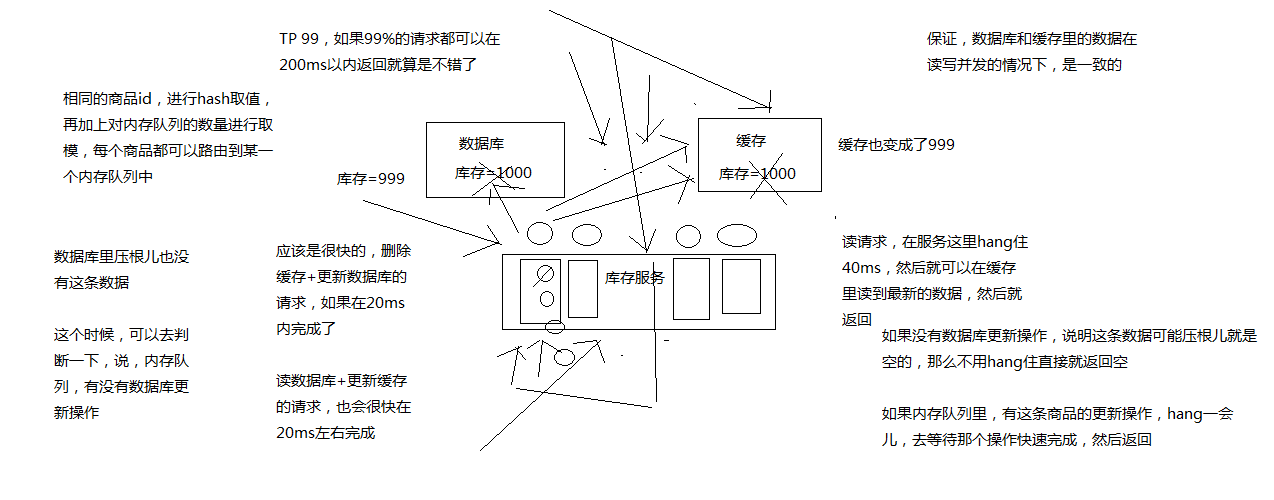 TP 99，如果99%的请求都可以在
200ms以内返回就算是不错了
保证，数据库和缓存里的数据在
读写并发的情况下，是一致的
相同的商品id，进行hash取值，
再加上对内存队列的数量进行取
模，每个商品都可以路由到某一
个内存队列中
数据库
库存=1000
缓存
库存=1000
缓存也变成了999
库存=999
数据库里压根儿也没
有这条数据
这个时候，可以去判
断一下，说，内存队
列，有没有数据库更
新操作
应该是很快的，删除
缓存+更新数据库的
请求，如果在20ms
内完成了
读数据库+更新缓存
的请求，也会很快在
20ms左右完成
库存服务
读请求，在服务这里hang住
40ms，然后就可以在缓存
里读到最新的数据，然后就
返回
如果没有数据库更新操作，说明这条数据可能压根儿就是
空的，那么不用hang住直接就返回空
如果内存队列里，有这条商品的更新操作，hang一会
儿，去等待那个操作快速完成，然后返回